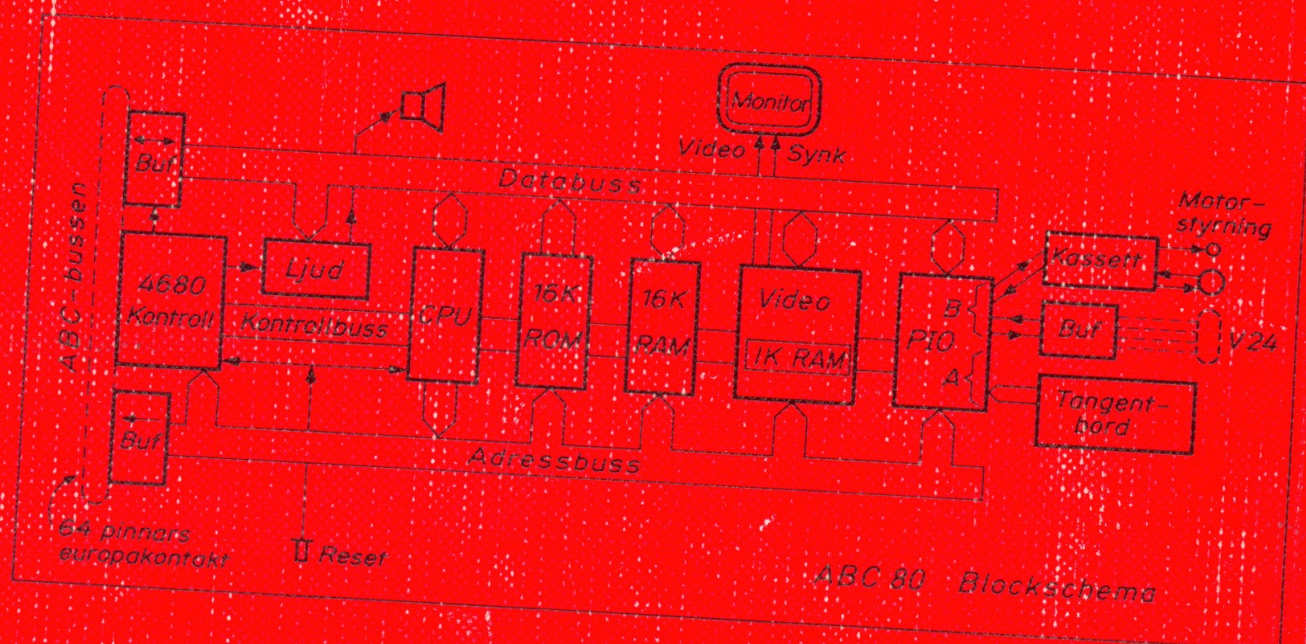 Monitor
Video
Synk
Buf
Databuss
ABC-bussen
Motor-
styrning
Ljud
Kassett
4680
Kontroll
Kontrollbuss
CPU
16K
ROM
16K
RAM
Video
1K RAM
PIO
B
A
Buf
V24
Tangent-
bord
Buf
Adressbuss
64 pinnars
europakontakt
Reset
ABC 80 Blockschema